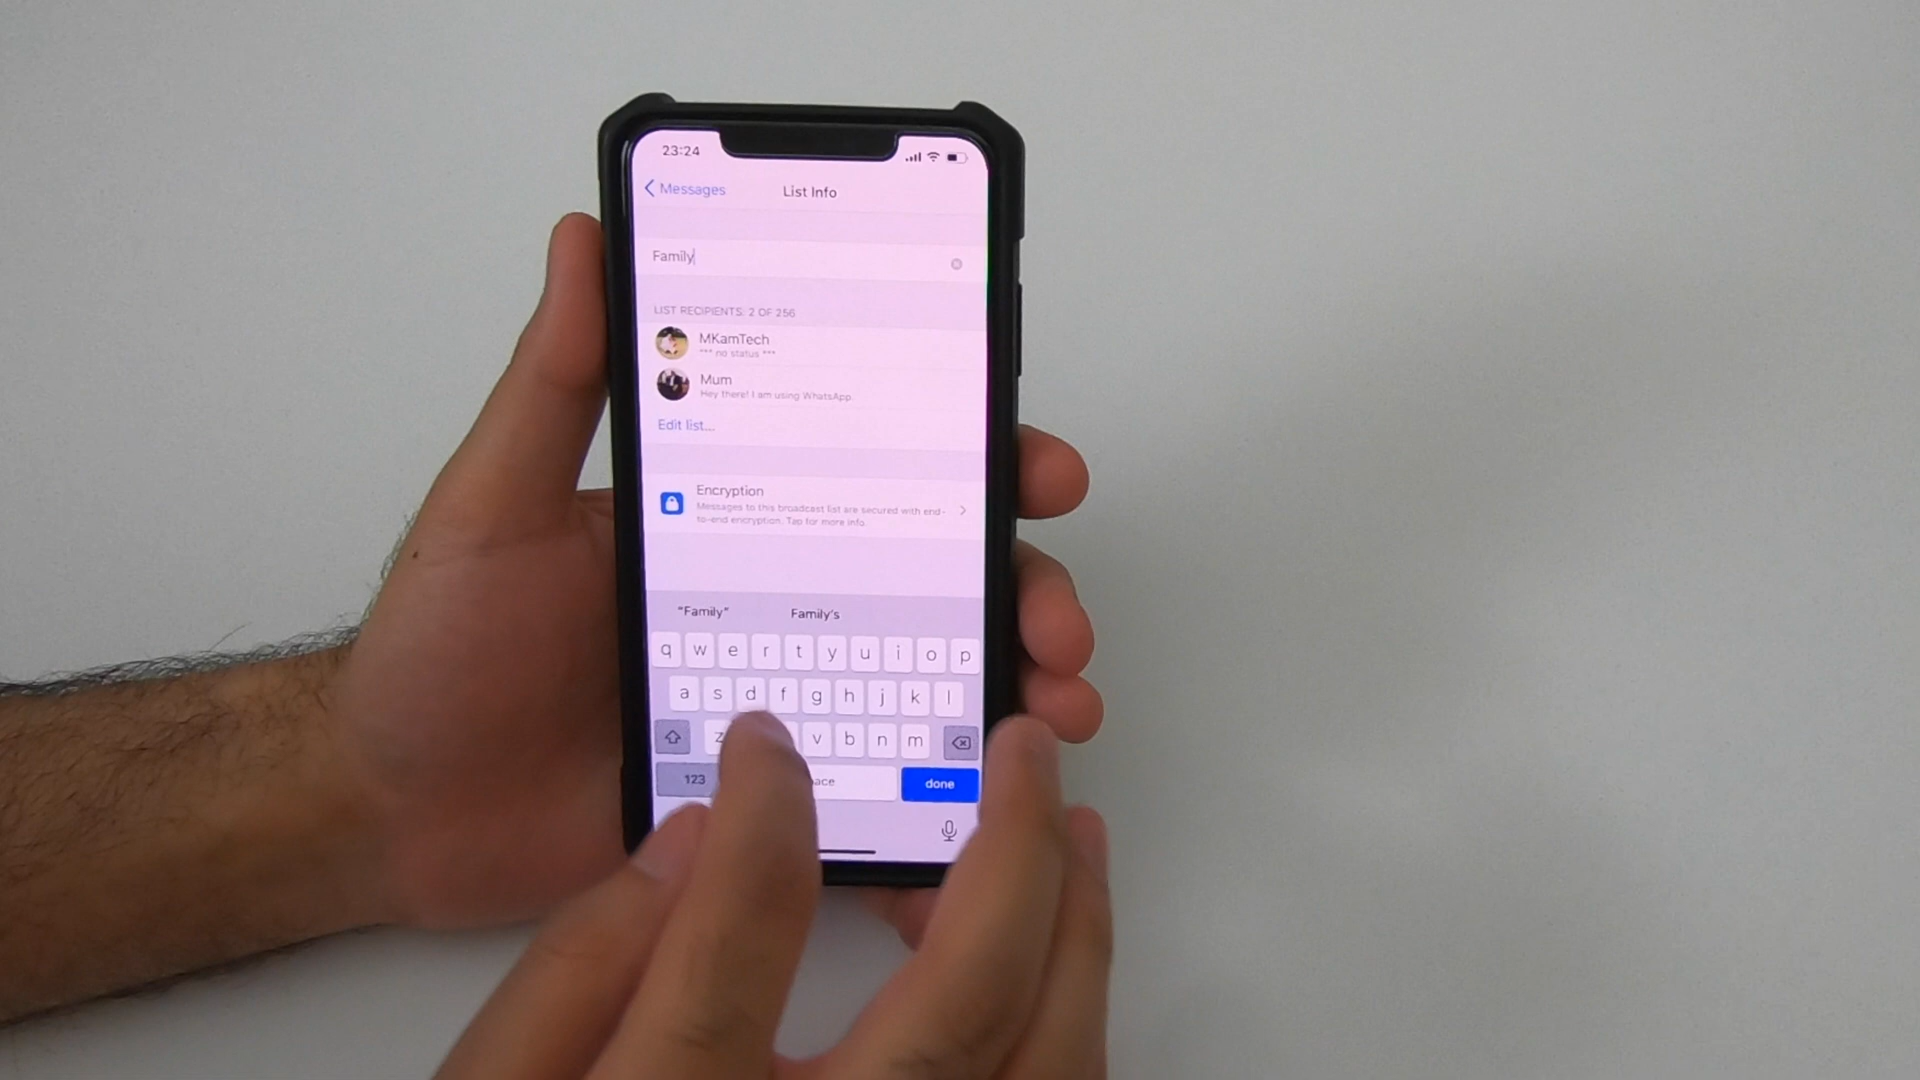 23:24
Messages
List Info
Family
LIST RECIPIENTS: 2 OF 256
MKamTech
*** no status ***
Mum
Hey there! I am using WhatsApp.
Edit list...
Encryption
Messages to this broadcast list are secured with end-
to-end encryption. Tap for more info.
"Family" Family's
q w e r t y u i o p
a s d f g h j k l
z v b n m
123 ace done